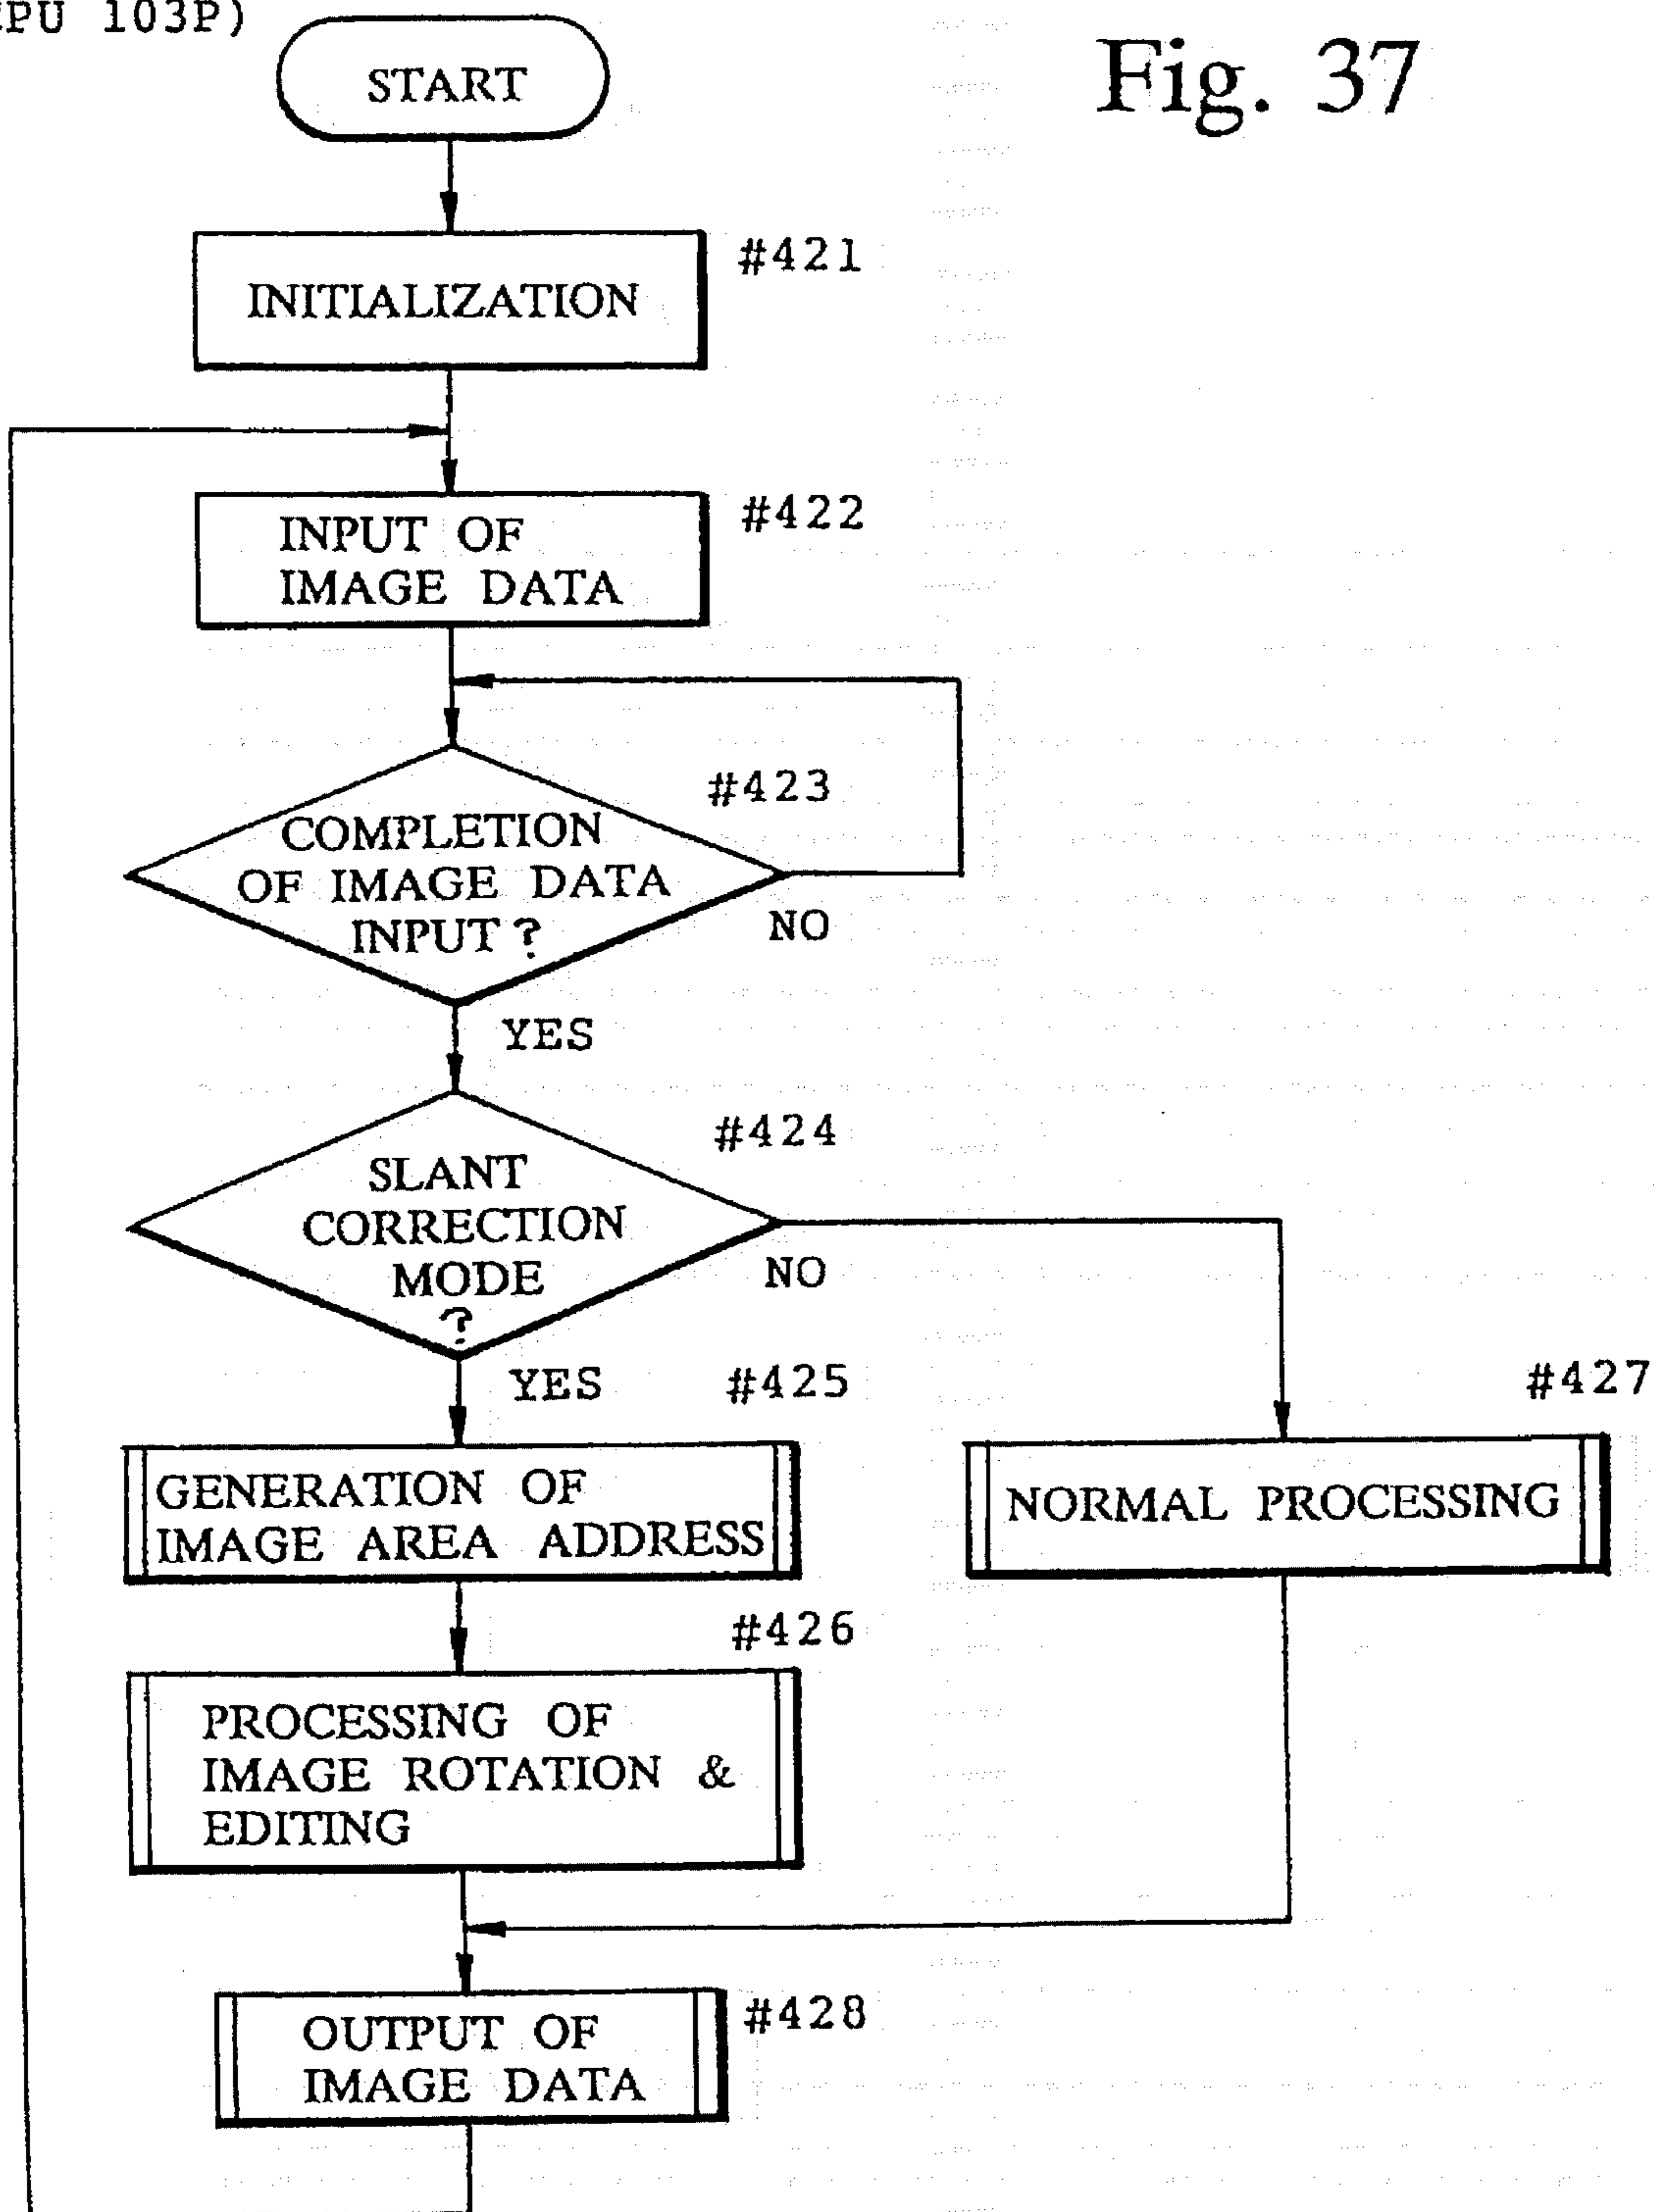 103P)
Fig. 37
START
INITIALIZATION
#421
INPUT OF
IMAGE DATA
#422
#423
COMPLETION
OF IMAGE DATA
INPUT ?
NO
YES
#424
SLANT
CORRECTION
MODE
?
NO
YES
#425
#427
GENERATION OF
IMAGE AREA ADDRESS
NORMAL PROCESSING
#426
PROCESSING OF
IMAGE ROTATION &
EDITING
#428
OUTPUT OF
IMAGE DATA